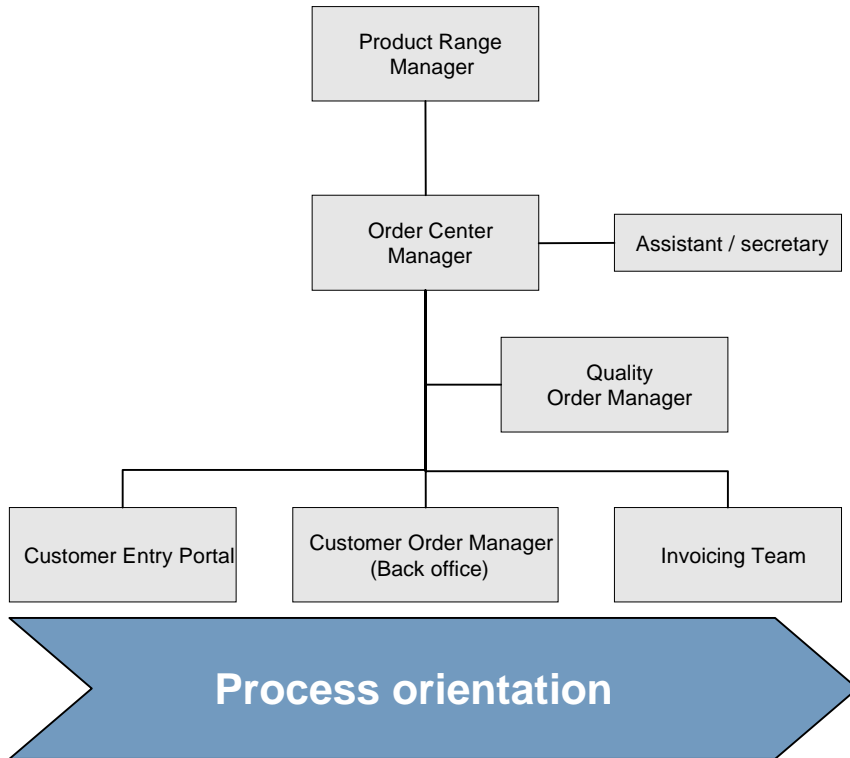 Product Range
Manager
Order Center
Manager
Assistant / secretary
Quality
Order Manager
Customer Entry Portal
Customer Order Manager
(Back office)
Invoicing Team
Process orientation